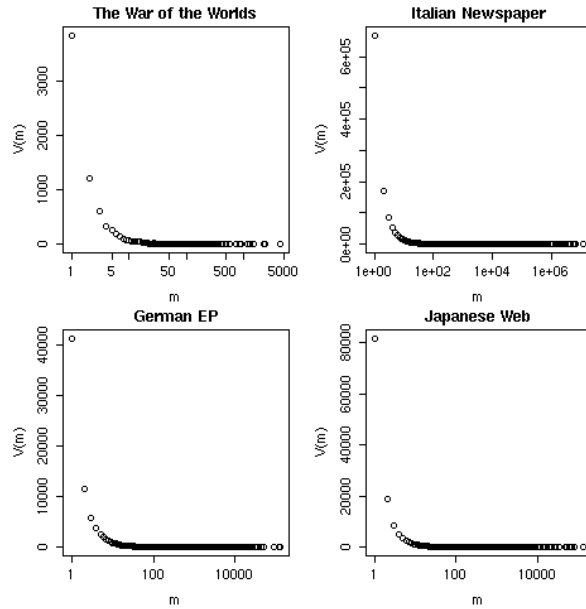 The War of the Worlds
V(m)
0
1000
2000
3000
1 5 50 500 5000
m
Italian Newspaper
V(m)
0e+00
2e+05
4e+05
6e+05
1e+00 1e+02 1e+04 1e+06
m
German EP
V(m)
0
10000
20000
30000
40000
1 100 10000
m
Japanese Web
V(m)
0
20000
40000
60000
80000
1 100 10000
m